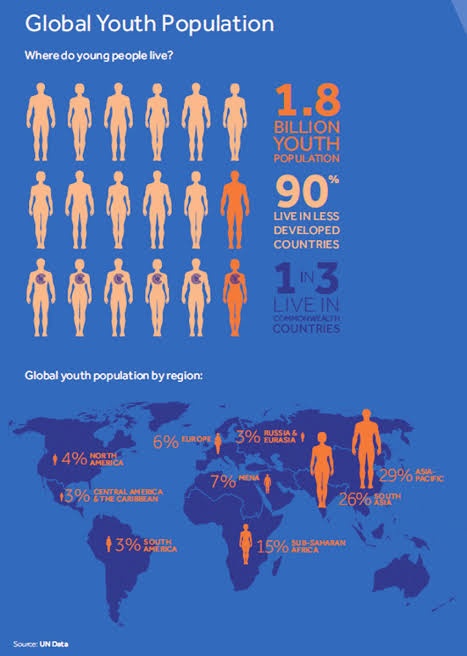 Global Youth Population
Where do young people live?
1.8
BILLION
YOUTH
POPULATION
90%
LIVE IN LESS
DEVELOPED
COUNTRIES
1 IN 3
LIVE IN
COMMONWEALTH
COUNTRIES
Global youth population by region:
6% EUROPE
3% RUSSIA &
EURASIA
4% NORTH
AMERICA
29% ASIA-
PACIFIC
7% MENA
3% CENTRAL AMERICA
& THE CARIBBEAN
26% SOUTH
ASIA
3% SOUTH
AMERICA
15% SUB-SAHARAN
AFRICA
Source: UN Data